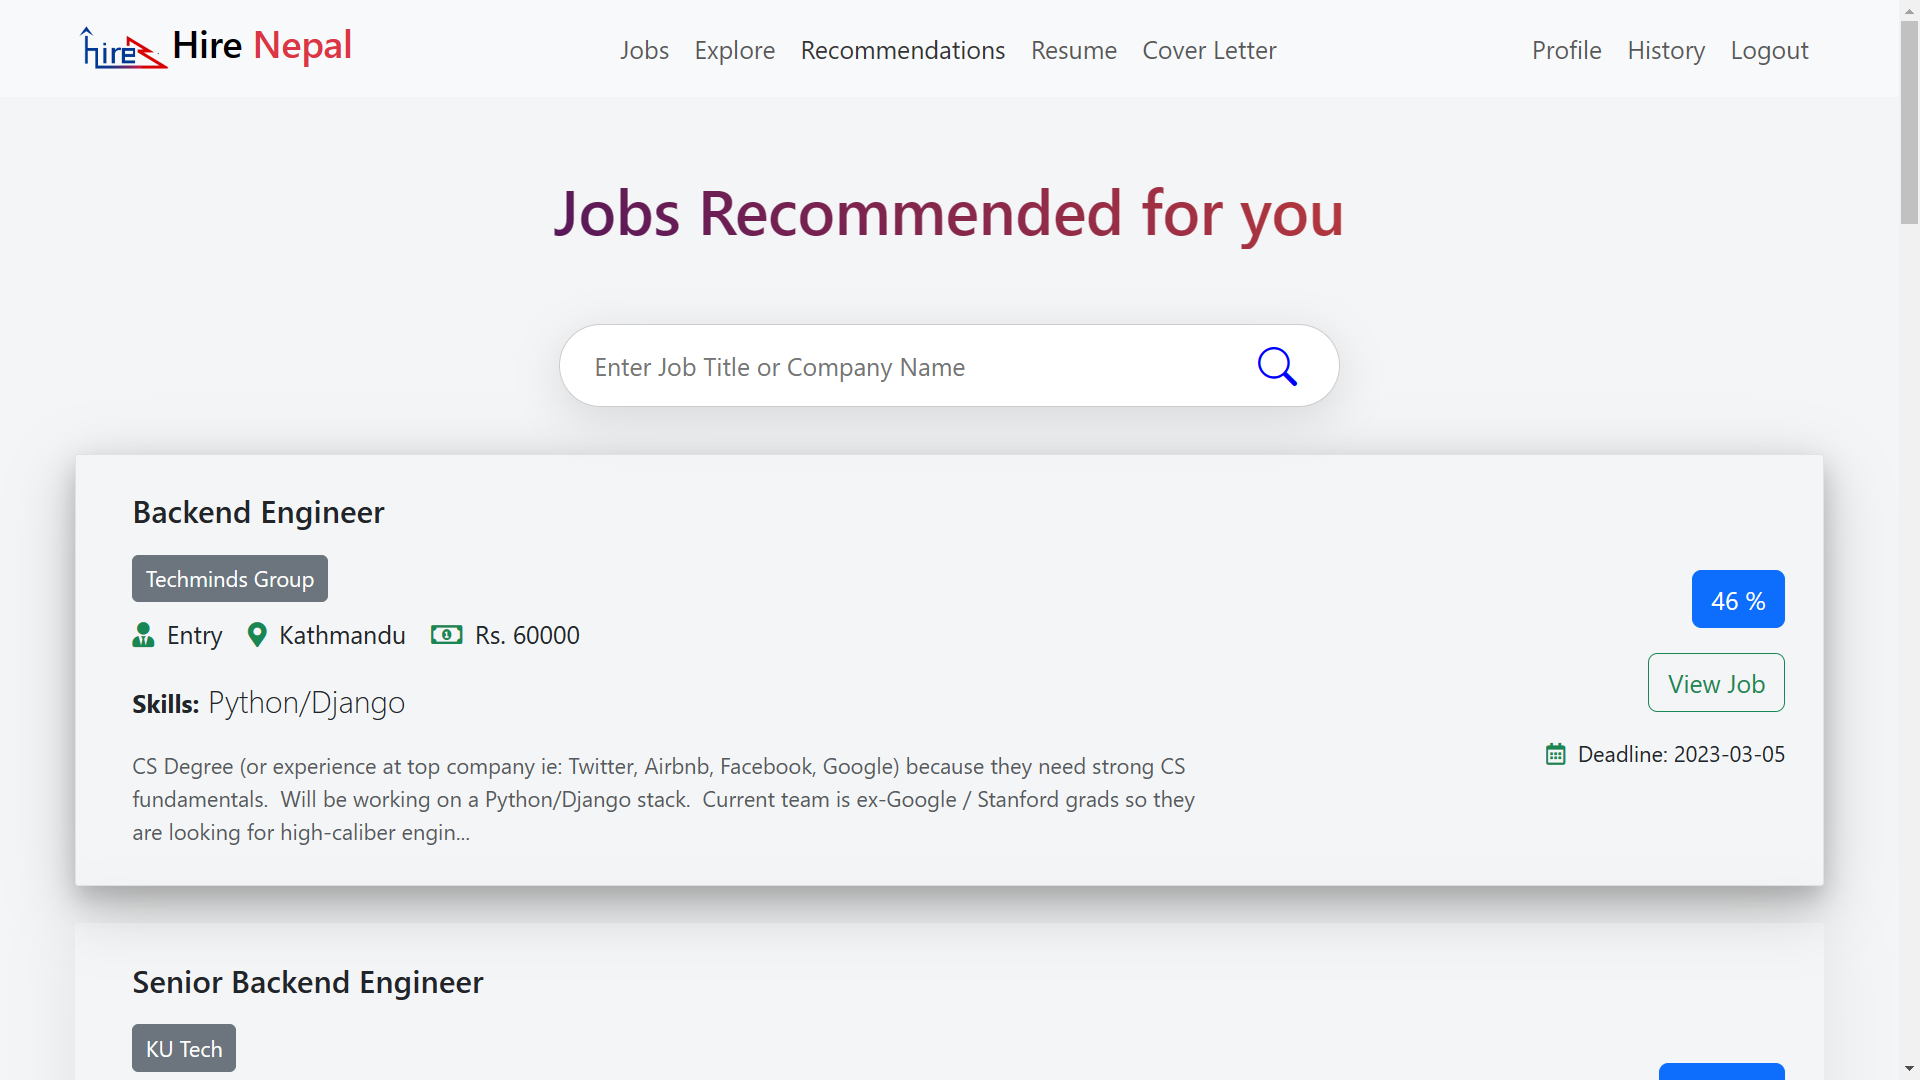 hire Hire Nepal
Jobs Explore Recommendations Resume Cover Letter
Profile History Logout
Jobs Recommended for you
Enter Job Title or Company Name
Backend Engineer
Techminds Group
Entry Kathmandu Rs. 60000
46 %
Skills: Python/Django
View Job
Deadline: 2023-03-05
CS Degree (or experience at top company ie: Twitter, Airbnb, Facebook, Google) because they need strong CS
fundamentals.  Will be working on a Python/Django stack.  Current team is ex-Google / Stanford grads so they
are looking for high-caliber engin...
Senior Backend Engineer
KU Tech